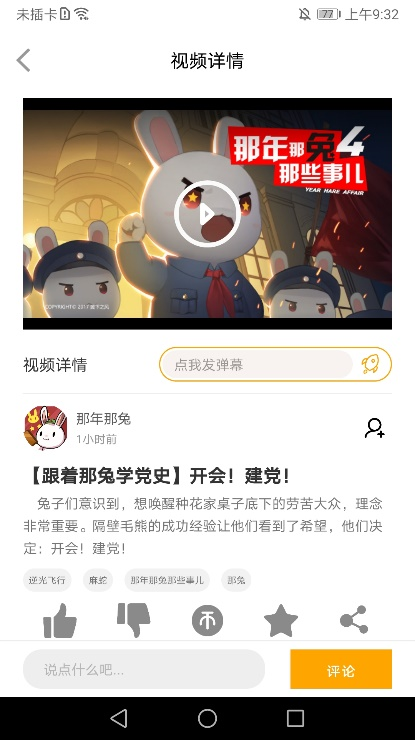 未插卡 77 上午9:32
视频详情
那年那兔4
那些事儿
YEAR HARE AFFAIR
视频详情 点我发弹幕
那年那兔
1小时前
【跟着那兔学党史】开会！建党！
兔子们意识到，想唤醒种花家桌子底下的劳苦大众，理念
非常重要。隔壁毛熊的成功经验让他们看到了希望，他们决
定：开会！建党！
逆光飞行 麻蛇 那年那兔那些事儿 那兔
说点什么吧... 评论